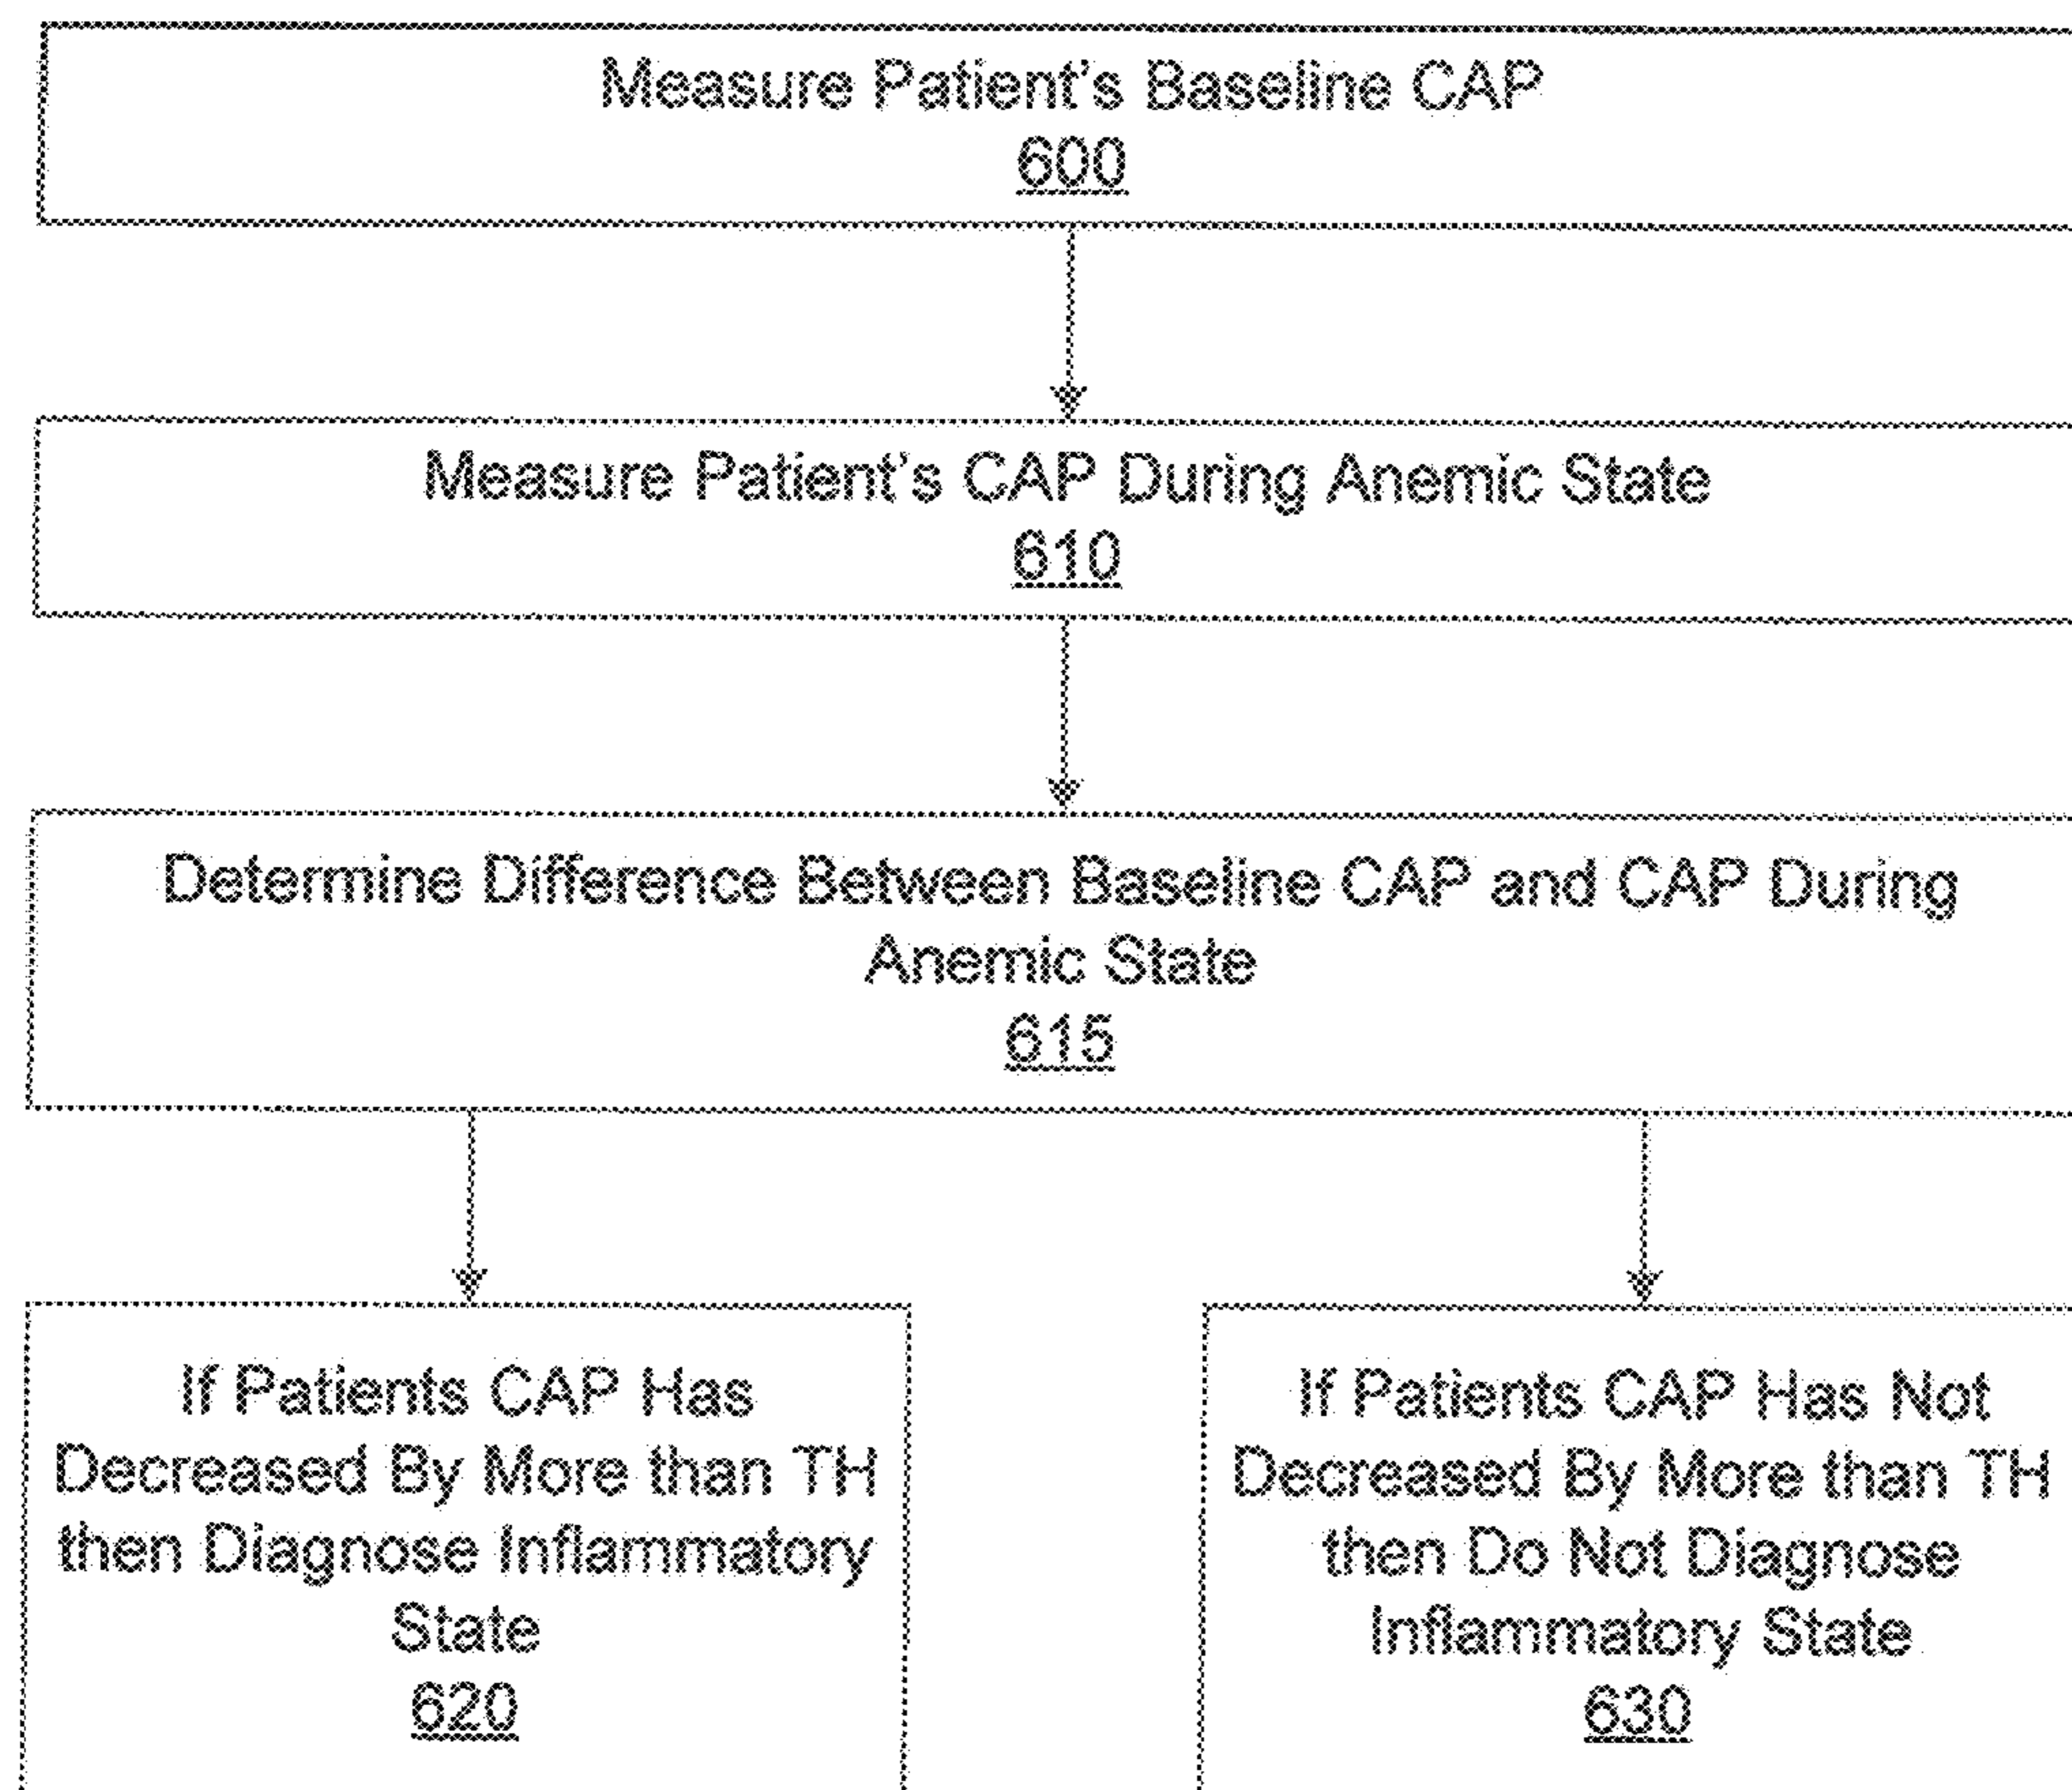 Measure Patient's Baseline CAP
600
Measure Patient's CAP During Anemic State
610
Determine Difference Between Baseline CAP and CAP During
Anemic State
615
If Patients CAP Has
Decreased By More than TH
then Diagnose Inflammatory
State
620
If Patients CAP Has Not
Decreased By More than TH
then Do Not Diagnose
Inflammatory State
630